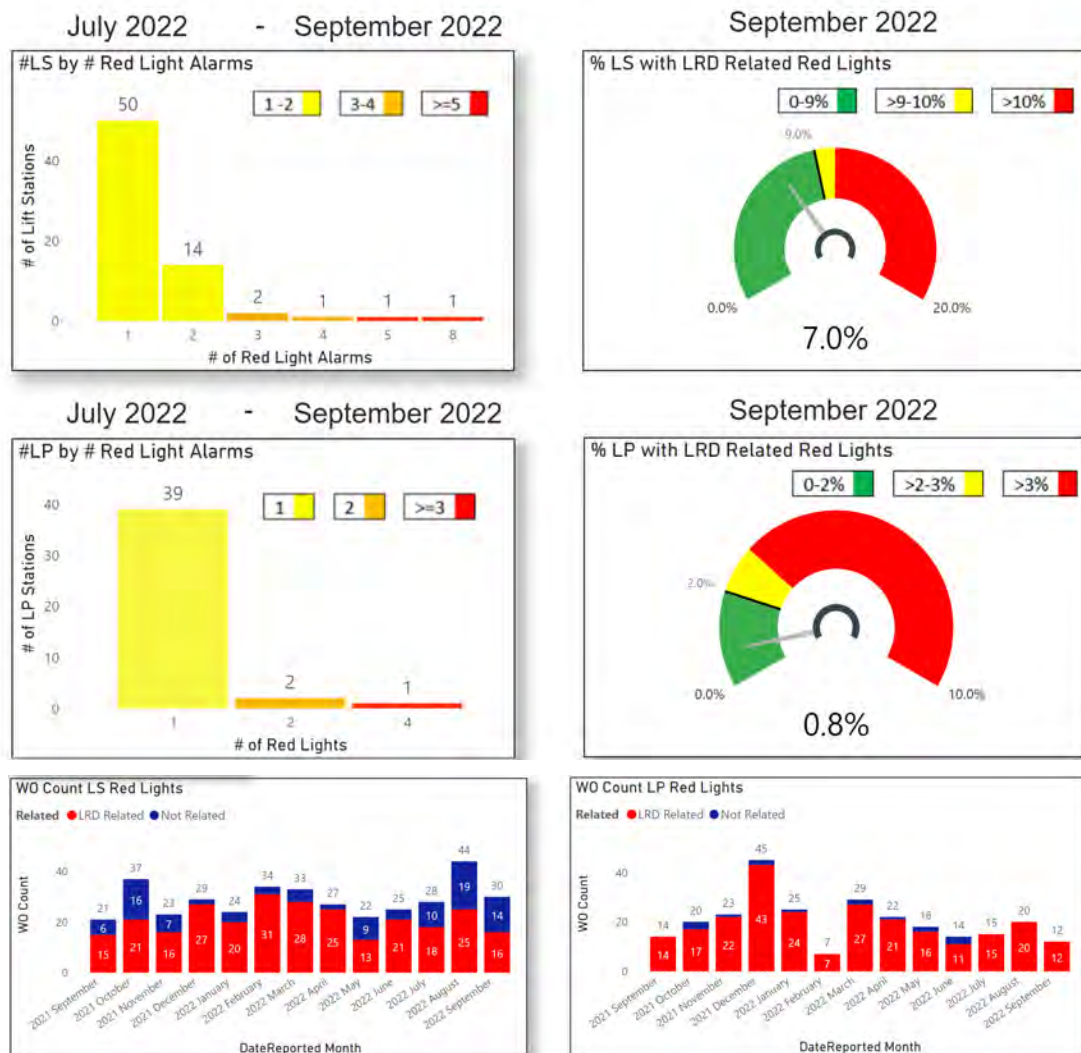 July 2022 - September 2022
#LS by # Red Light Alarms
1 -2 3-4 >=5
50
14
2
1
1
1
# of Lift Stations
40
20
0
1 2 3 4 5 8
# of Red Light Alarms
September 2022
% LS with LRD Related Red Lights
0-9% >9-10% >10%
9.0%
0.0%
20.0%
7.0%
July 2022 - September 2022
#LP by # Red Light Alarms
1 2 >=3
39
2
1
# of LP Stations
40
30
20
10
0
1 2 4
# of Red Lights
September 2022
% LP with LRD Related Red Lights
0-2% >2-3% >3%
2.0%
0.0%
10.0%
0.8%
WO Count LS Red Lights
Related LRD Related Not Related
WO Count
40
20
0
21 37 23 29 24 34 33 27 22 25 28 44 30
6 16 7 9 10 19 14
15 21 16 27 20 31 28 25 13 21 18 25 16
2021 September 2021 October 2021 November 2021 December 2022 January 2022 February 2022 March 2022 April 2022 May 2022 June 2022 July 2022 August 2022 September
DateReported Month
WO Count LP Red Lights
Related LRD Related Not Related
WO Count
40
20
0
14 20 23 45 25 7 29 22 18 14 15 20 12
14 17 22 43 24 7 27 21 16 11 15 20 12
2021 September 2021 October 2021 November 2021 December 2022 January 2022 February 2022 March 2022 April 2022 May 2022 June 2022 July 2022 August 2022 September
DateReported Month